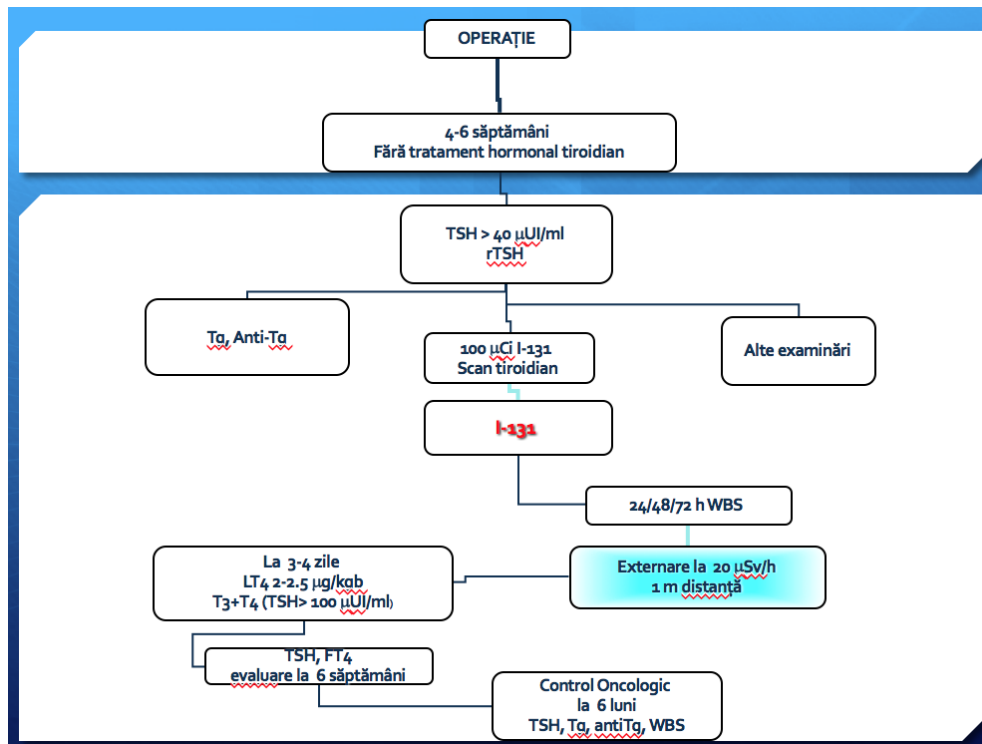 OPERAȚIE
4-6 săptămâni
Fără tratament hormonal tiroidian
TSH > 40 μUI/ml
rTSH
Tg, Anti-Tg
100 μCi I-131
Scan tiroidian
Alte examinări
I-131
24/48/72 h WBS
Externare la 20 μSv/h
1 m distanță
La 3-4 zile
LT4 2-2.5 μg/kgb
T3+T4 (TSH> 100 μUI/ml)
TSH, FT4
evaluare la 6 săptămâni
Control Oncologic
la 6 luni
TSH, Tg, antiTg, WBS